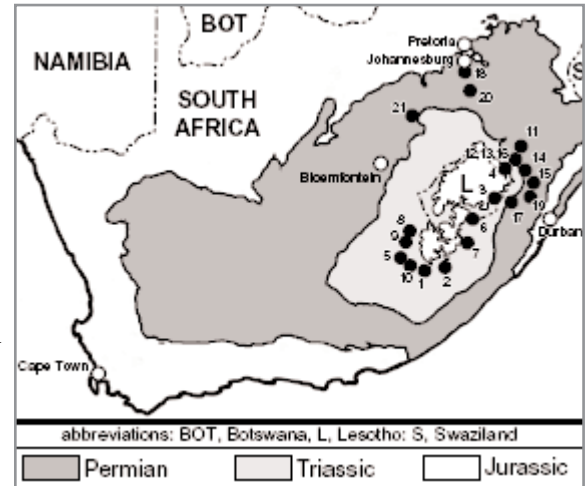 BOT
NAMIBIA
Pretoria
Johannesburg
S
SOUTH
AFRICA
18
20
21
11
12,13,16
14
Bloemfontein
4
15
L
3
19
17
Durban
8
6
9
7
5
10
1
2
Cape Town
abbreviations: BOT, Botswana, L, Lesotho: S, Swaziland
Permian
Triassic
Jurassic